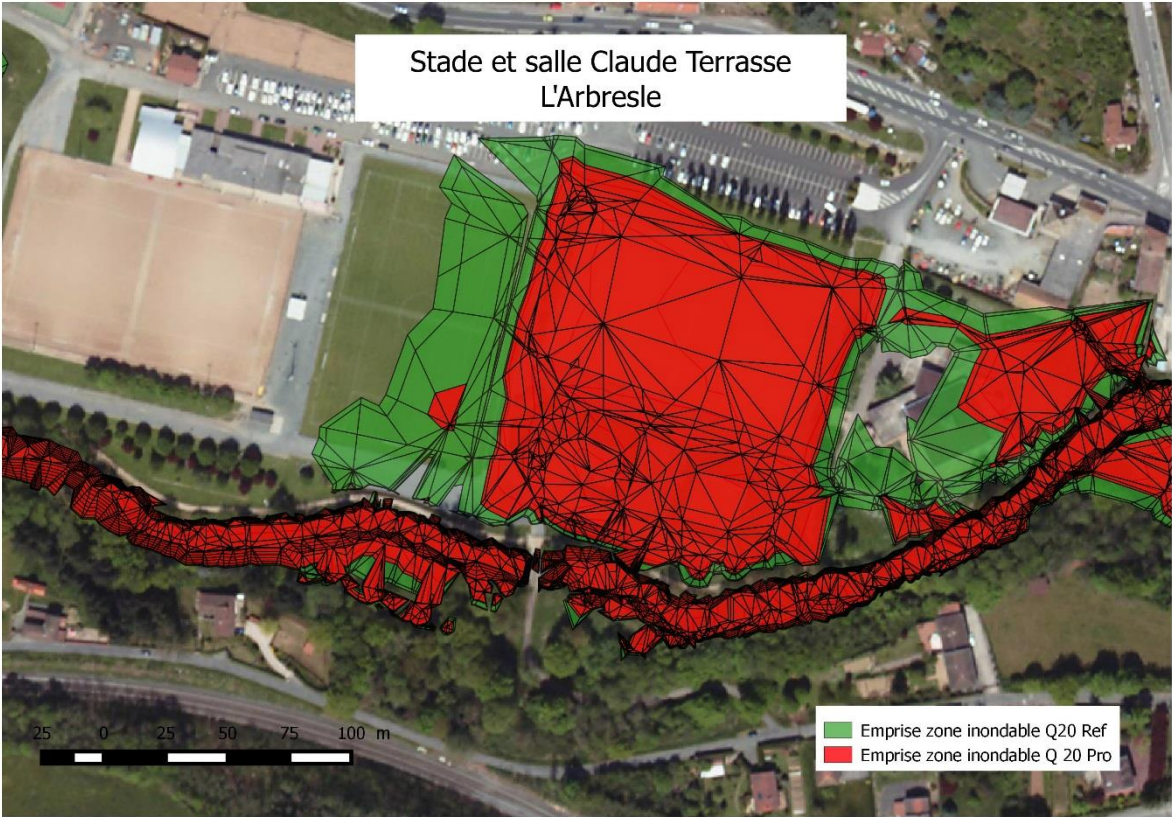 Stade et salle Claude Terrasse
L'Arbresle
25 0 25 50 75 100 m
Emprise zone inondable Q20 Ref
Emprise zone inondable Q 20 Pro